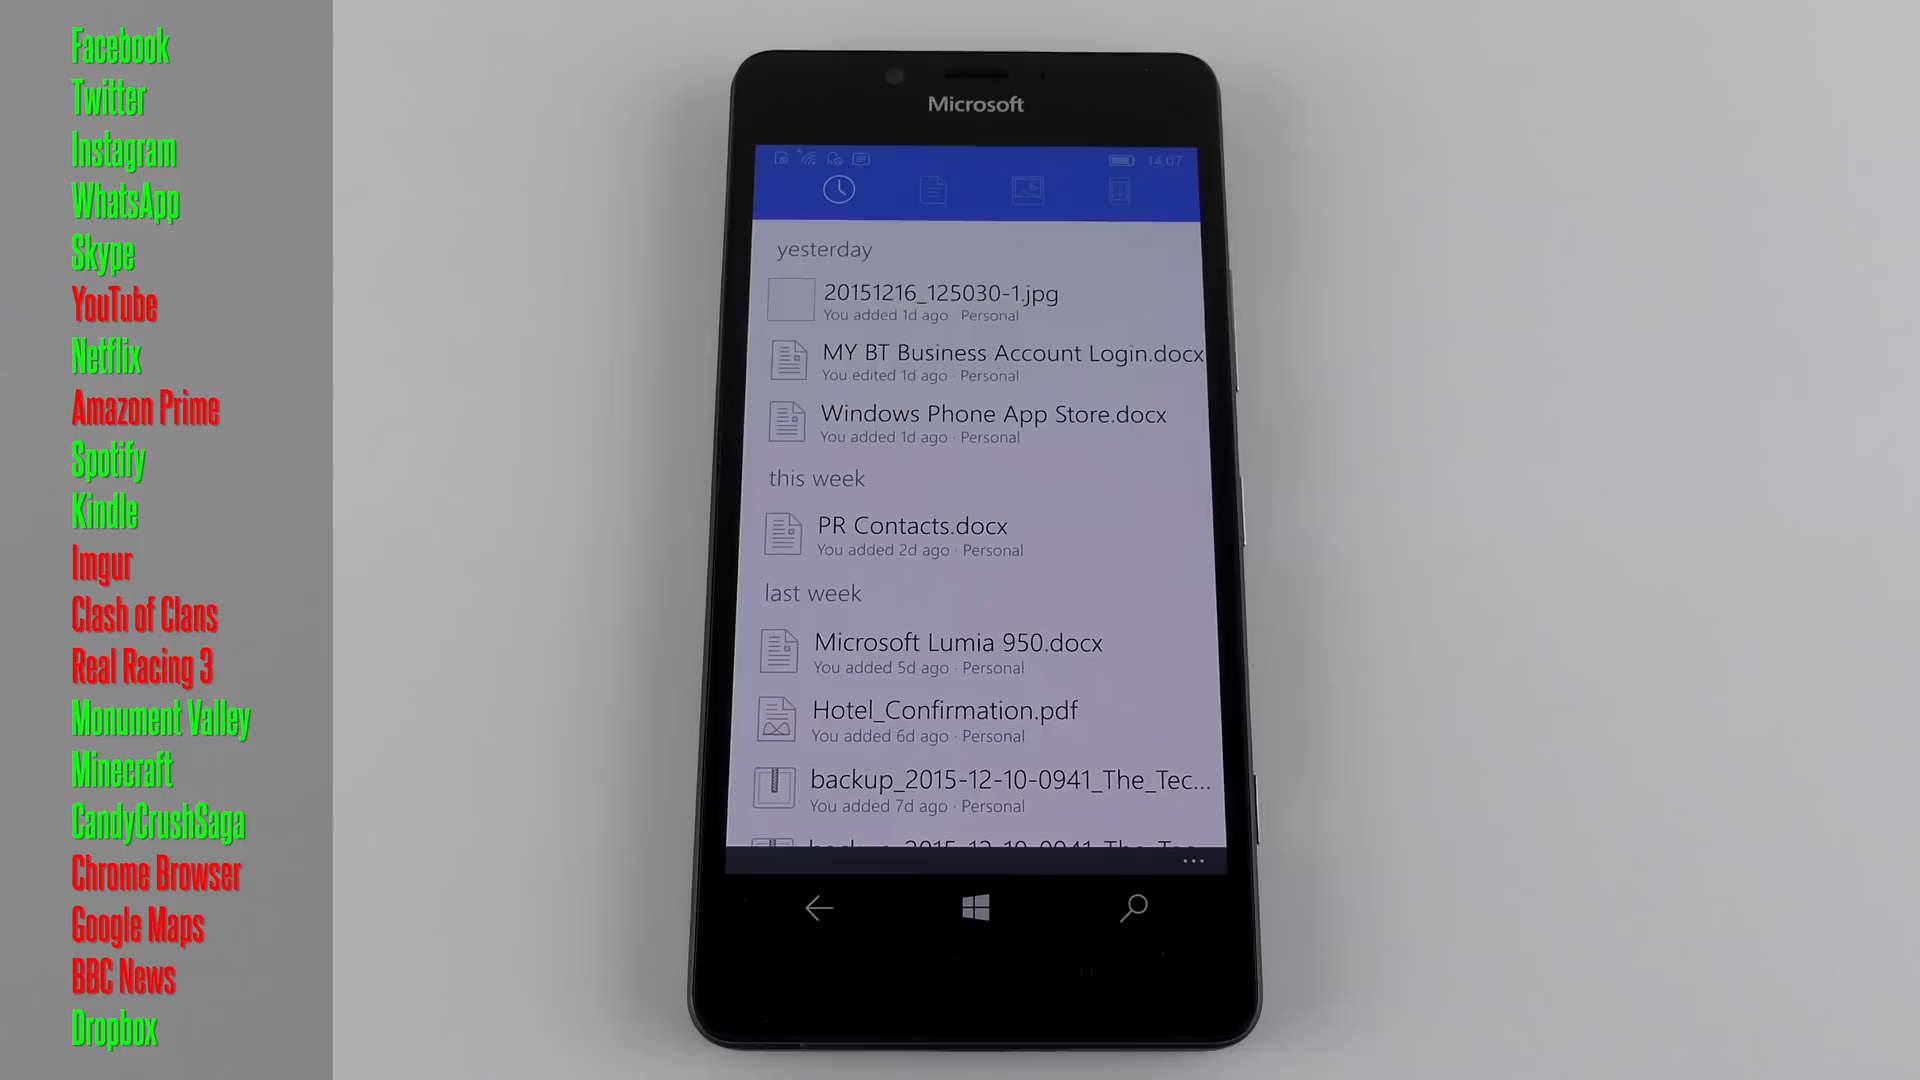 Facebook
Twitter
Instagram
WhatsApp
Skype
YouTube
Netflix
Amazon Prime
Spotify
Kindle
Imgur
Clash of Clans
Real Racing 3
Monument Valley
Minecraft
CandyCrushSaga
Chrome Browser
Google Maps
BBC News
Dropbox
Microsoft
14:07
yesterday
20151216_125030-1.jpg
You added 1d ago · Personal
MY BT Business Account Login.docx
You edited 1d ago · Personal
Windows Phone App Store.docx
You added 1d ago · Personal
this week
PR Contacts.docx
You added 2d ago · Personal
last week
Microsoft Lumia 950.docx
You added 5d ago · Personal
Hotel_Confirmation.pdf
You added 6d ago · Personal
backup_2015-12-10-0941_The_Tec...
You added 7d ago · Personal